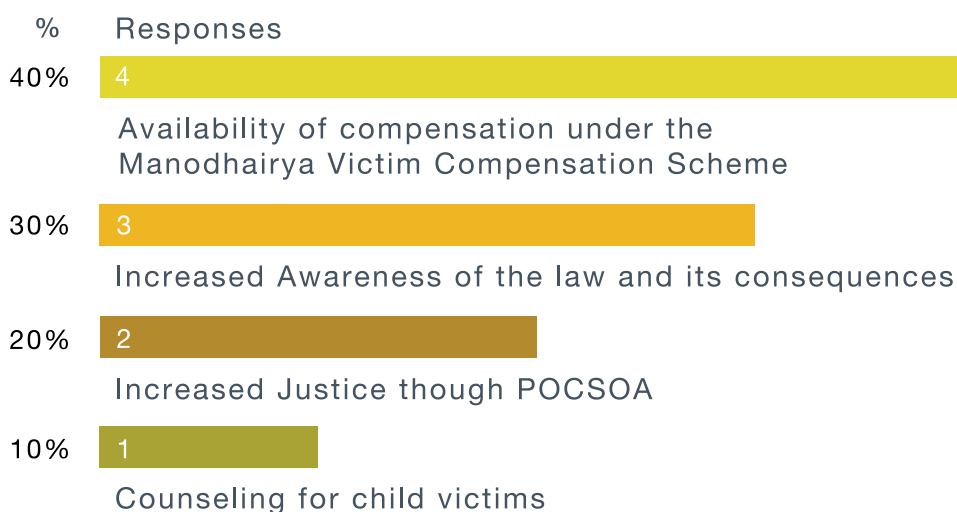 % Responses
40% 4
Availability of compensation under the
Manodhairya Victim Compensation Scheme
30% 3
Increased Awareness of the law and its consequences
20% 2
Increased Justice though POCSOA
10% 1
Counseling for child victims